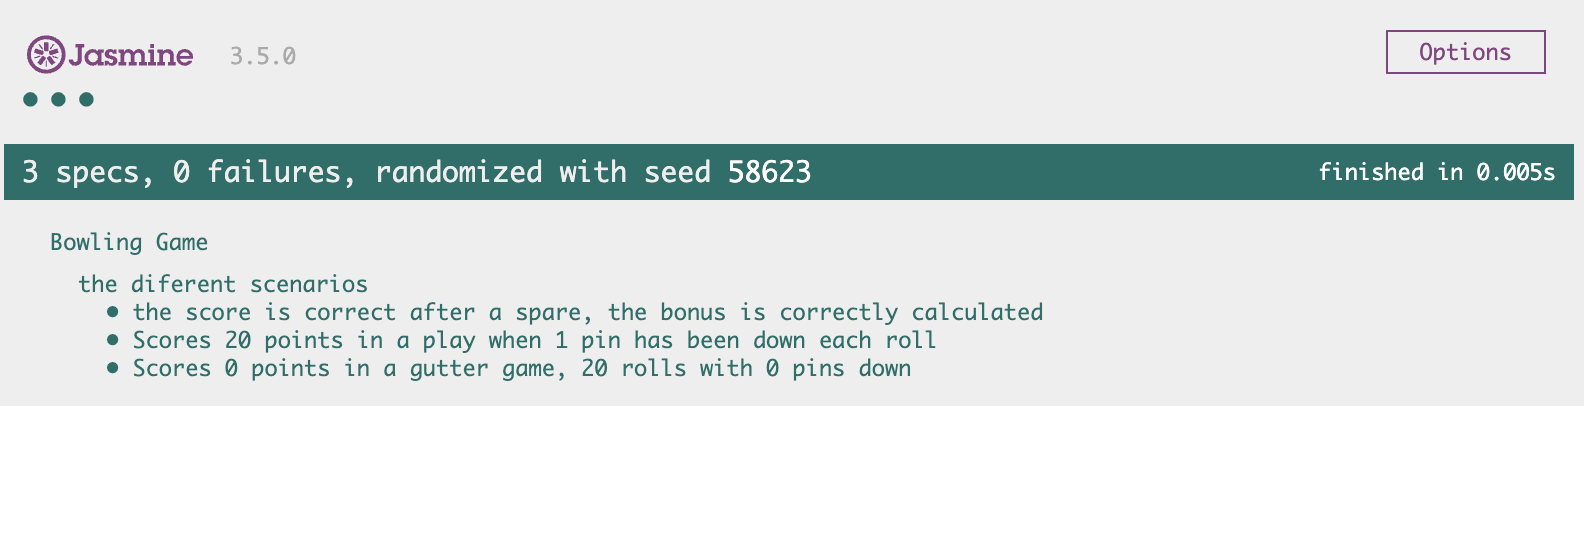 Jasmine 3.5.0 Options
3 specs, 0 failures, randomized with seed 58623 finished in 0.005s
Bowling Game
the diferent scenarios
the score is correct after a spare, the bonus is correctly calculated
Scores 20 points in a play when 1 pin has been down each roll
Scores 0 points in a gutter game, 20 rolls with 0 pins down